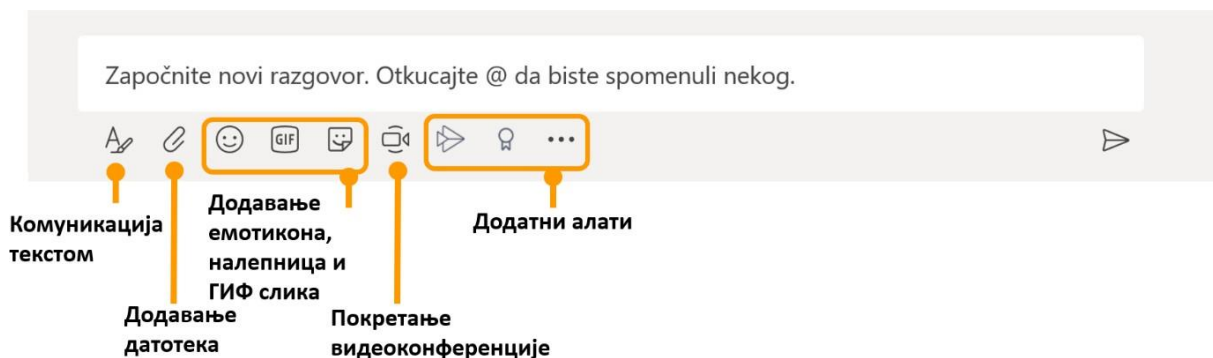 Započnite novi razgovor. Otkucajte @ da biste spomenuli nekog.
GIF
Комуникација
текстом
Додавање
датотека
Додавање
емотикона,
налепница и
ГИФ слика
Покретање
видеоконференције
Додатни алати